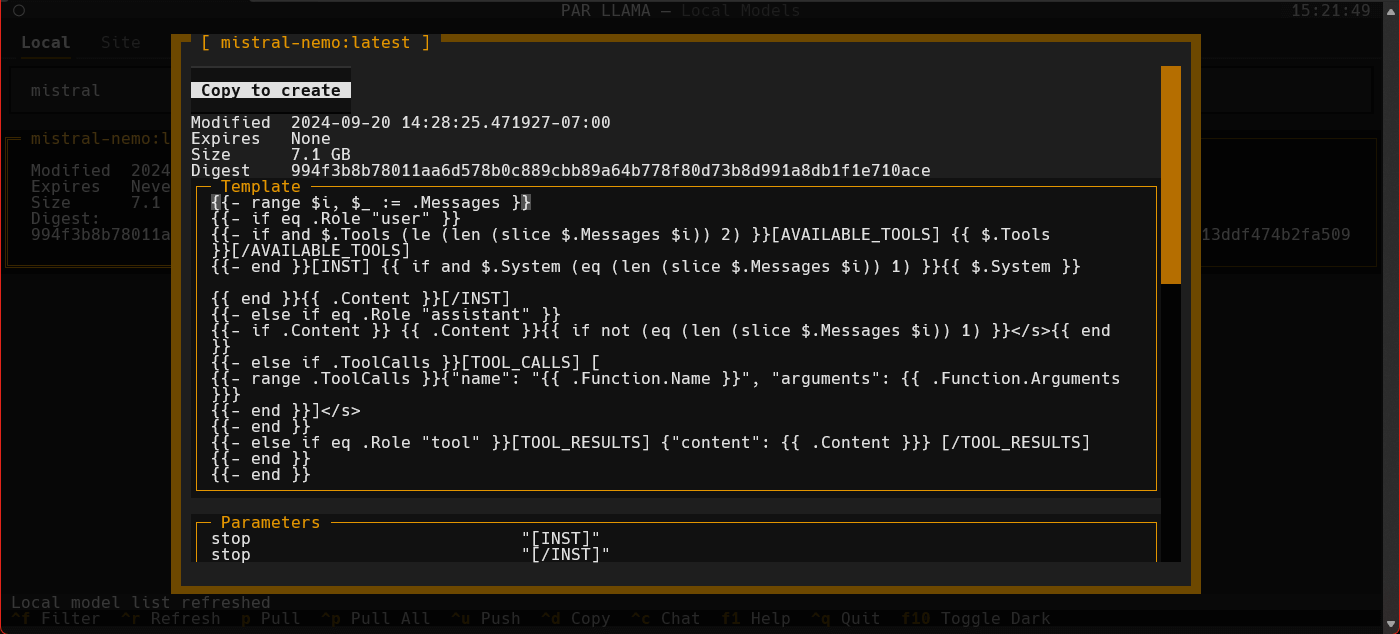 PAR LLAMA — Local Models
15:21:49
Local Site
mistral
mistral-nemo:l
Modified 2024
Expires Neve
Size 7.1
Digest:
994f3b8b78011a
13ddf474b2fa509
[ mistral-nemo:latest ]
Copy to create
Modified 2024-09-20 14:28:25.471927-07:00
Expires None
Size 7.1 GB
Digest 994f3b8b78011aa6d578b0c889cbb89a64b778f80d73b8d991a8db1f1e710ace
Template
{{- range $i, $_ := .Messages }}
{{- if eq .Role "user" }}
{{- if and $.Tools (le (len (slice $.Messages $i)) 2) }}[AVAILABLE_TOOLS] {{ $.Tools
}}[/AVAILABLE_TOOLS]
{{- end }}[INST] {{ if and $.System (eq (len (slice $.Messages $i)) 1) }}{{ $.System }}
{{ end }}{{ .Content }}[/INST]
{{- else if eq .Role "assistant" }}
{{- if .Content }} {{ .Content }}{{ if not (eq (len (slice $.Messages $i)) 1) }}</s>{{ end
}}
{{- else if .ToolCalls }}[TOOL_CALLS] [
{{- range .ToolCalls }}{"name": "{{ .Function.Name }}", "arguments": {{ .Function.Arguments
}}}
{{- end }}]</s>
{{- end }}
{{- else if eq .Role "tool" }}[TOOL_RESULTS] {"content": {{ .Content }}} [/TOOL_RESULTS]
{{- end }}
{{- end }}
Parameters
stop "[INST]"
stop "[/INST]"
Local model list refreshed
^f Filter ^r Refresh p Pull ^p Pull All ^u Push ^d Copy ^c Chat f1 Help ^q Quit f10 Toggle Dark